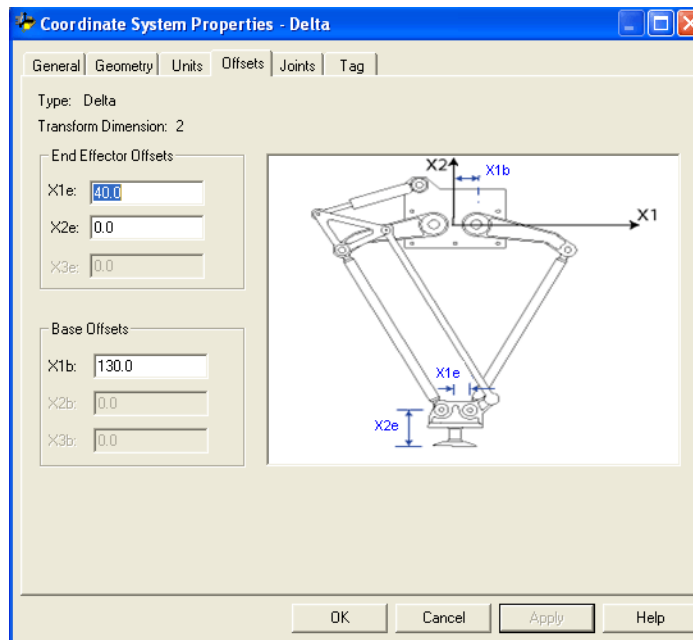 Coordinate System Properties - Delta
General Geometry Units Offsets Joints Tag
Type: Delta
Transform Dimension: 2
End Effector Offsets
X1e: 40.0
X2e: 0.0
X3e: 0.0
Base Offsets
X1b: 130.0
X2b: 0.0
X3b: 0.0
X2 X1b
X1
X1e
X2e
OK Cancel Apply Help